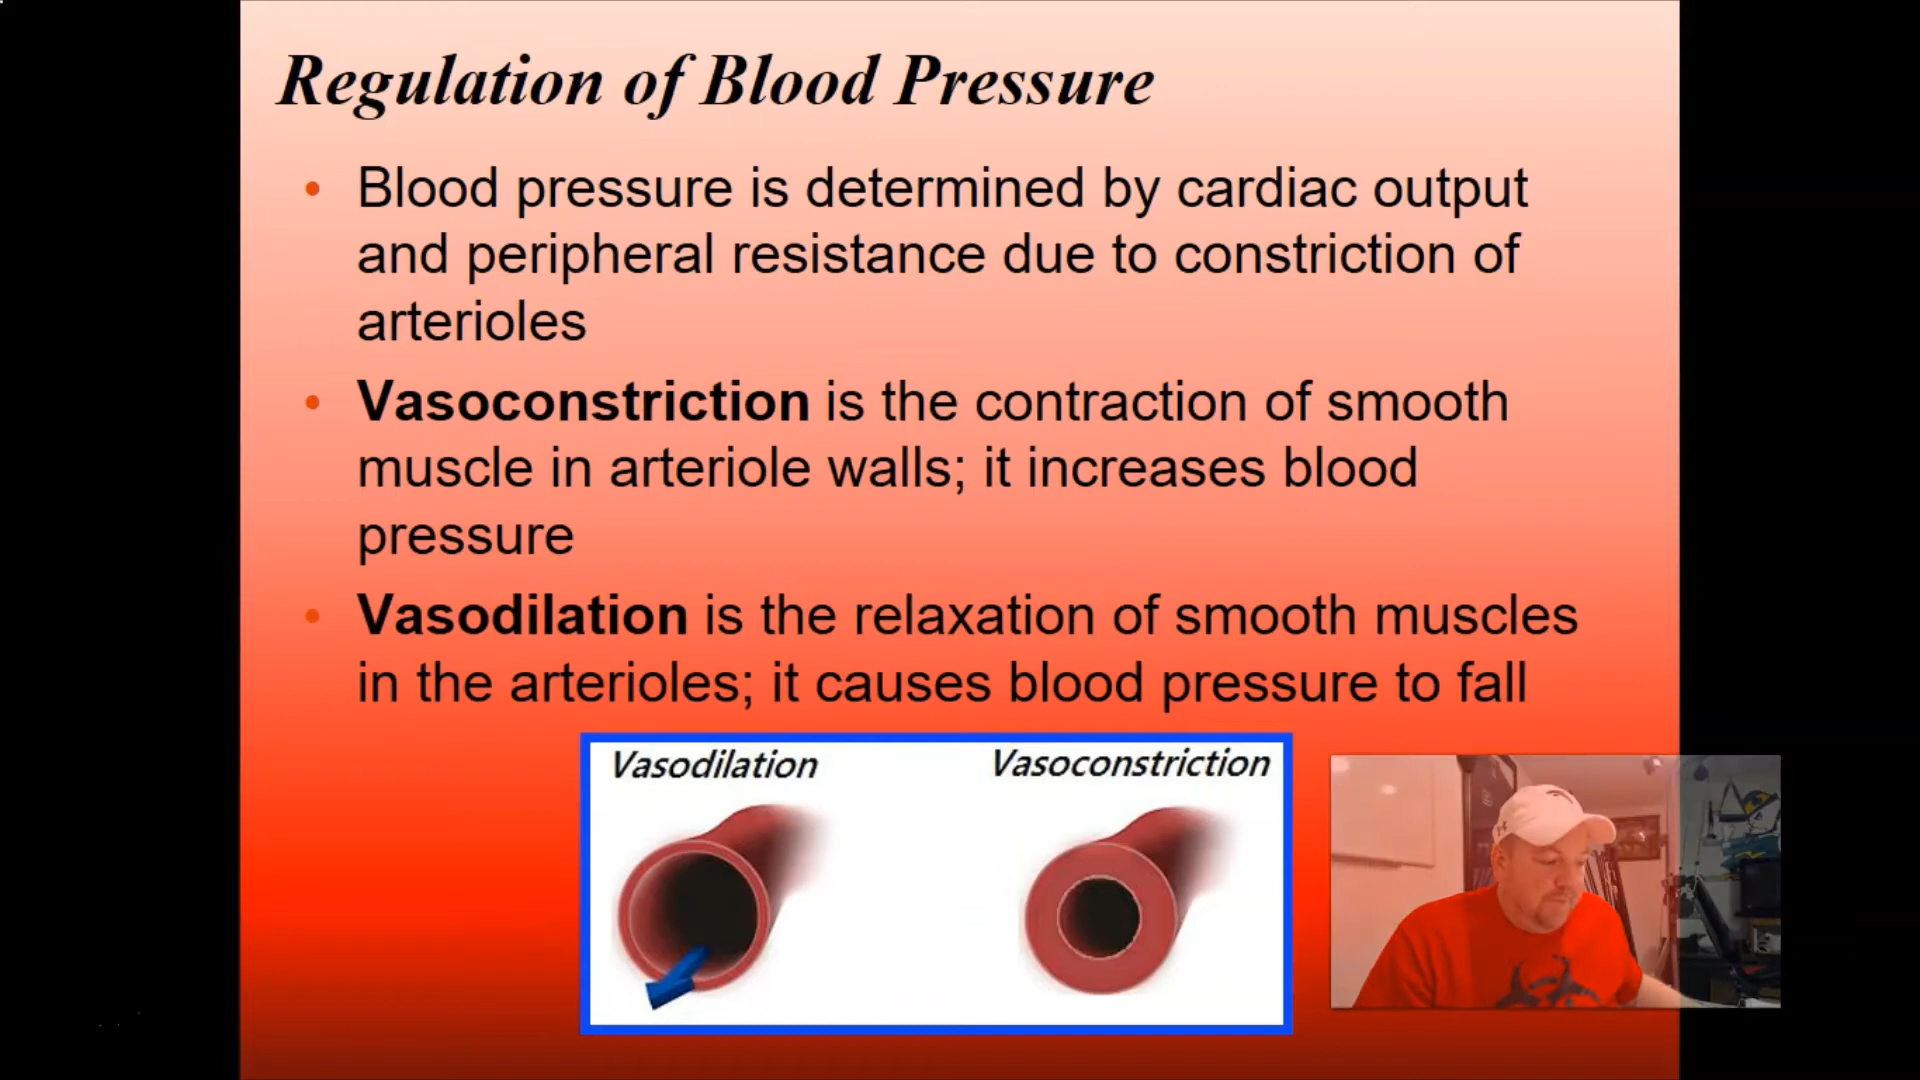 Regulation of Blood Pressure
• Blood pressure is determined by cardiac output
and peripheral resistance due to constriction of
arterioles
• Vasoconstriction is the contraction of smooth
muscle in arteriole walls; it increases blood
pressure
• Vasodilation is the relaxation of smooth muscles
in the arterioles; it causes blood pressure to fall
Vasodilation Vasoconstriction